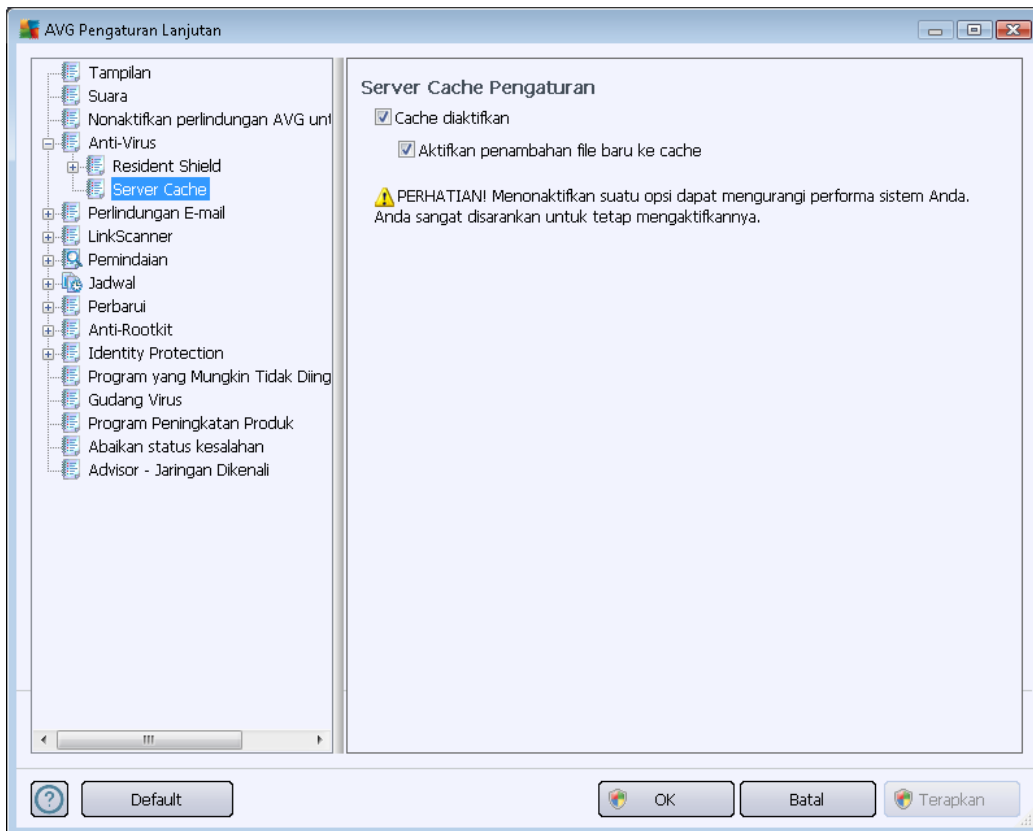 AVG Pengaturan Lanjutan
Tampilan
Suara
Nonaktifkan perlindungan AVG unt
Anti-Virus
Resident Shield
Server Cache
Perlindungan E-mail
LinkScanner
Pemindaian
Jadwal
Perbarui
Anti-Rootkit
Identity Protection
Program yang Mungkin Tidak Diing
Gudang Virus
Program Peningkatan Produk
Abaikan status kesalahan
Advisor - Jaringan Dikenali
Server Cache Pengaturan
Cache diaktifkan
Aktifkan penambahan file baru ke cache
PERHATIAN! Menonaktifkan suatu opsi dapat mengurangi performa sistem Anda.
Anda sangat disarankan untuk tetap mengaktifkannya.
Default
OK
Batal
Terapkan